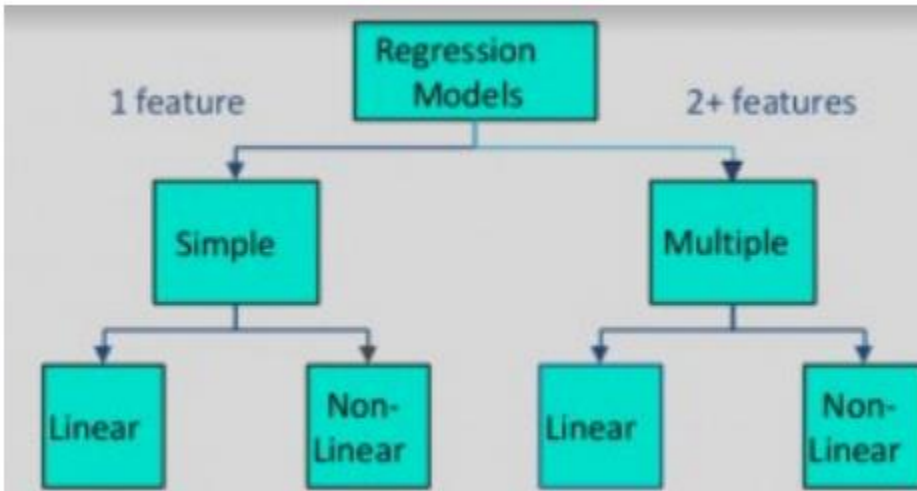 Regression
Models
1 feature
2+ features
Simple
Multiple
Linear
Non-
Linear
Linear
Non-
Linear